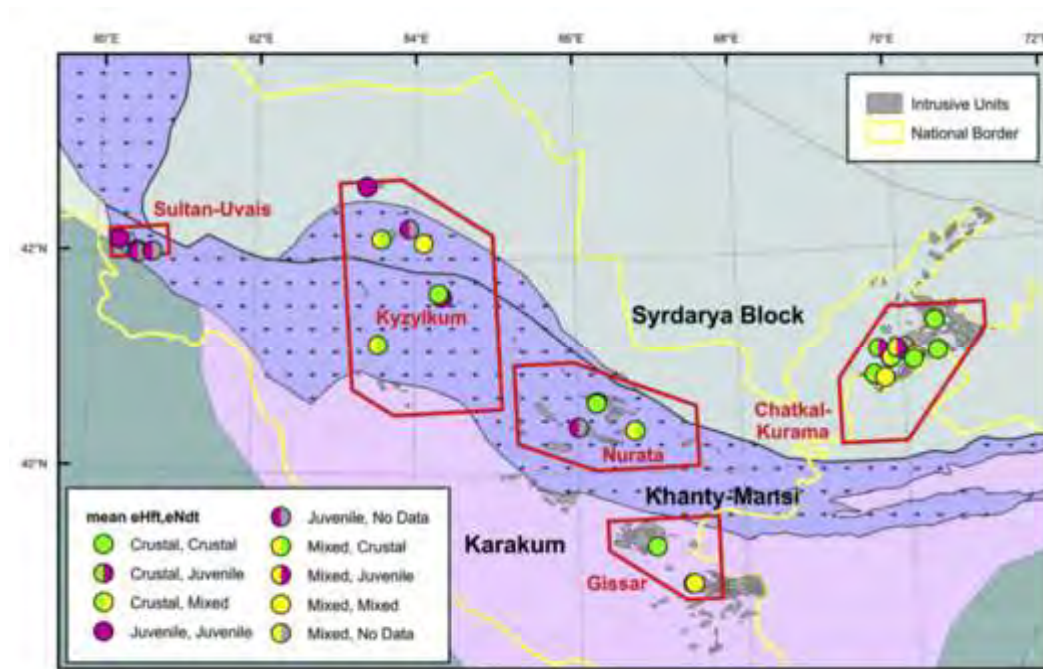 60°E 62°E 64°E 66°E 68°E 70°E 72°E
Intrusive Units
National Border
Sultan-Uvais
42°N
Kyzylkum
Syrdarya Block
Chatkal-
Kurama
Nurata
42°N
Khanty-Mansi
Karakum
Gissar
mean eHft,eNdt
Crustal, Crustal
Crustal, Juvenile
Crustal, Mixed
Juvenile, Juvenile
Juvenile, No Data
Mixed, Crustal
Mixed, Juvenile
Mixed, Mixed
Mixed, No Data